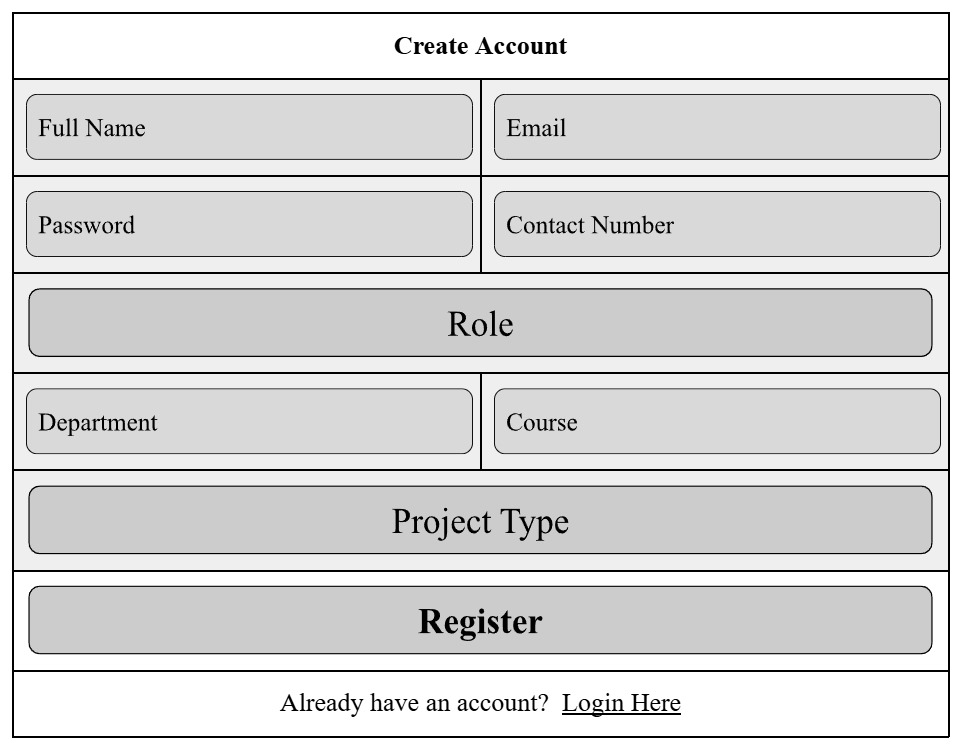 Create Account
Full Name
Email
Password
Contact Number
Role
Department
Course
Project Type
Register
Already have an account? Login Here